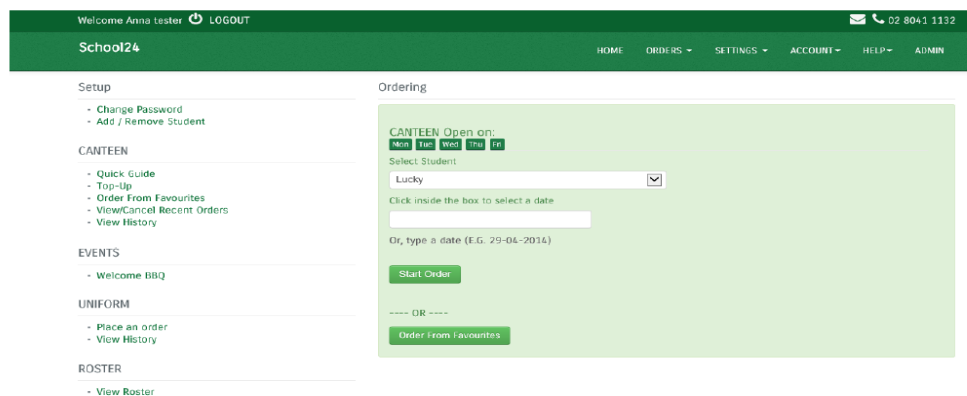 Welcome Anna tester LOGOUT 02 8041 1132
School24 HOME ORDERS SETTINGS ACCOUNT HELP ADMIN
Setup
- Change Password
- Add / Remove Student
CANTEEN
- Quick Guide
- Top-Up
- Order From Favourites
- View/Cancel Recent Orders
- View History
EVENTS
- Welcome BBQ
UNIFORM
- Place an order
- View History
ROSTER
- View Roster
Ordering
CANTEEN Open on:
Mon Tue Wed Thu Fri
Select Student
Lucky
Click inside the box to select a date
Or, type a date (E.G. 29-04-2014)
Start Order
---- OR ----
Order From Favourites